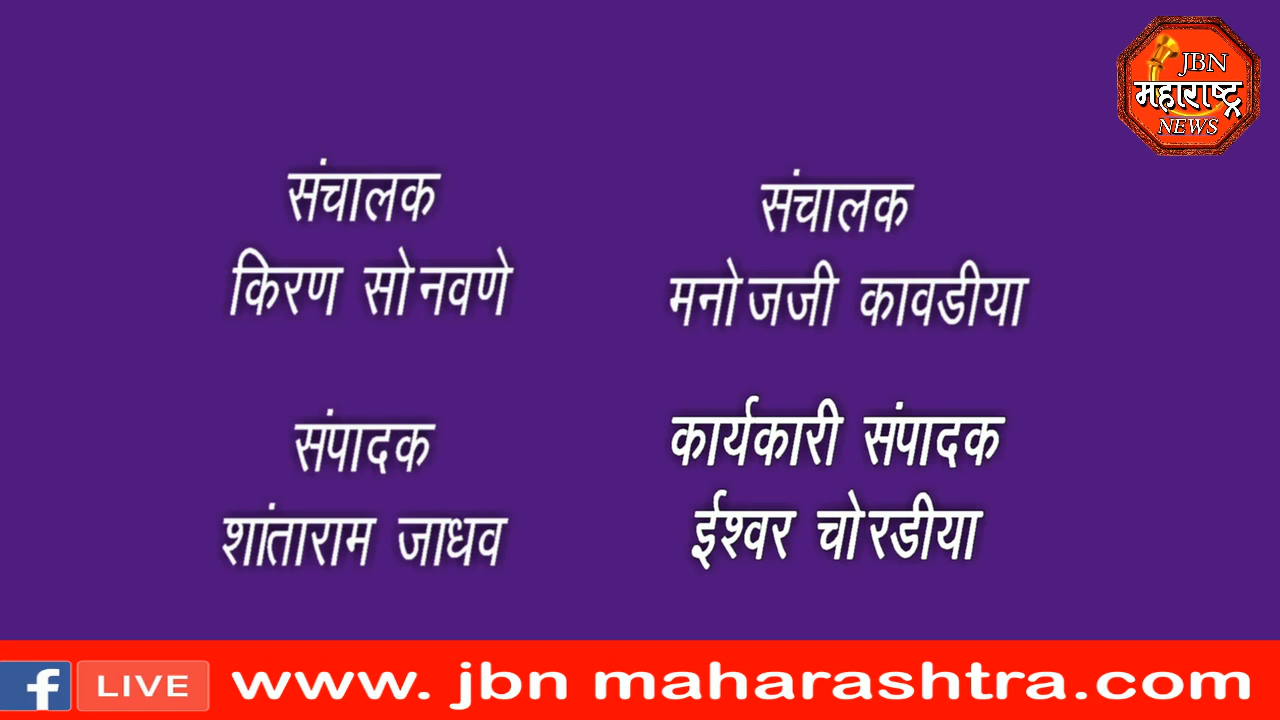 JBN
महाराष्ट्र
NEWS
संचालक
किरण सोनवणे
संचालक
मनोजजी कावडीया
संपादक
शांताराम जाधव
कार्यकारी संपादक
ईश्वर चोरडीया
f LIVE www. jbn maharashtra.com